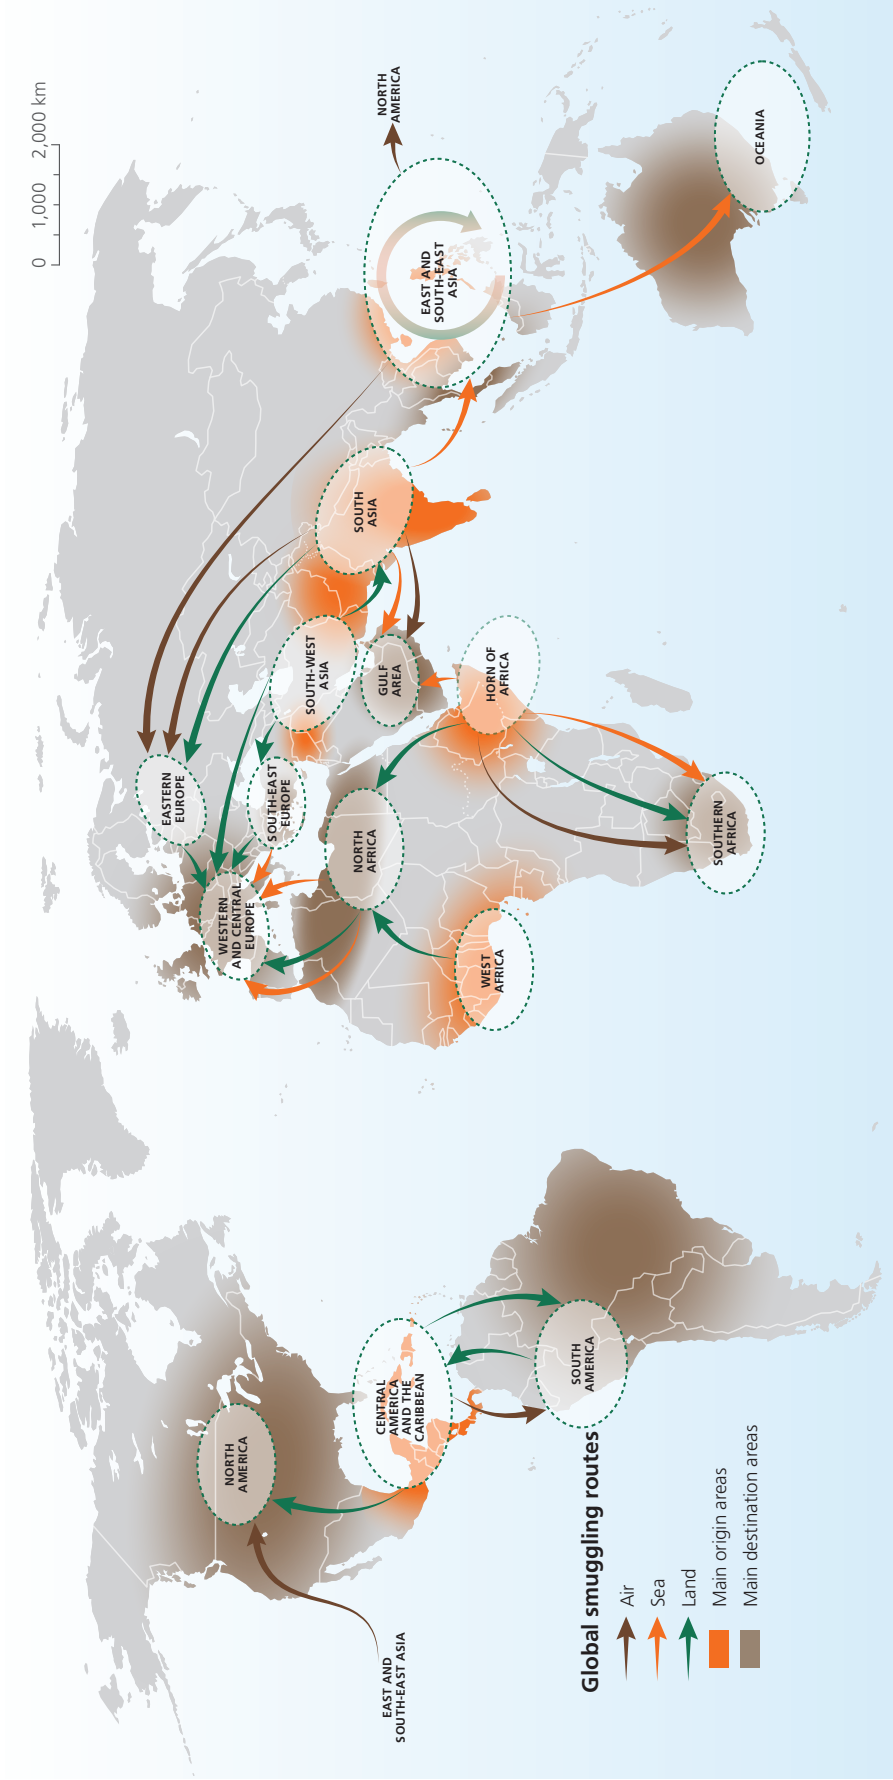 0 1,000 2,000 km
NORTH
AMERICA
EASTERN
EUROPE
SOUTH-EAST
EUROPE
WESTERN
AND CENTRAL
EUROPE
SOUTH-WEST
ASIA
SOUTH
ASIA
EAST AND
SOUTH-EAST
ASIA
NORTH
AMERICA
GULF
AREA
NORTH
AFRICA
CENTRAL
AMERICA
AND THE
CARIBBEAN
EAST AND
SOUTH-EAST ASIA
HORN OF
AFRICA
WEST
AFRICA
SOUTH
AMERICA
SOUTHERN
AFRICA
OCEANIA
Global smuggling routes
Air
Sea
Land
Main origin areas
Main destination areas